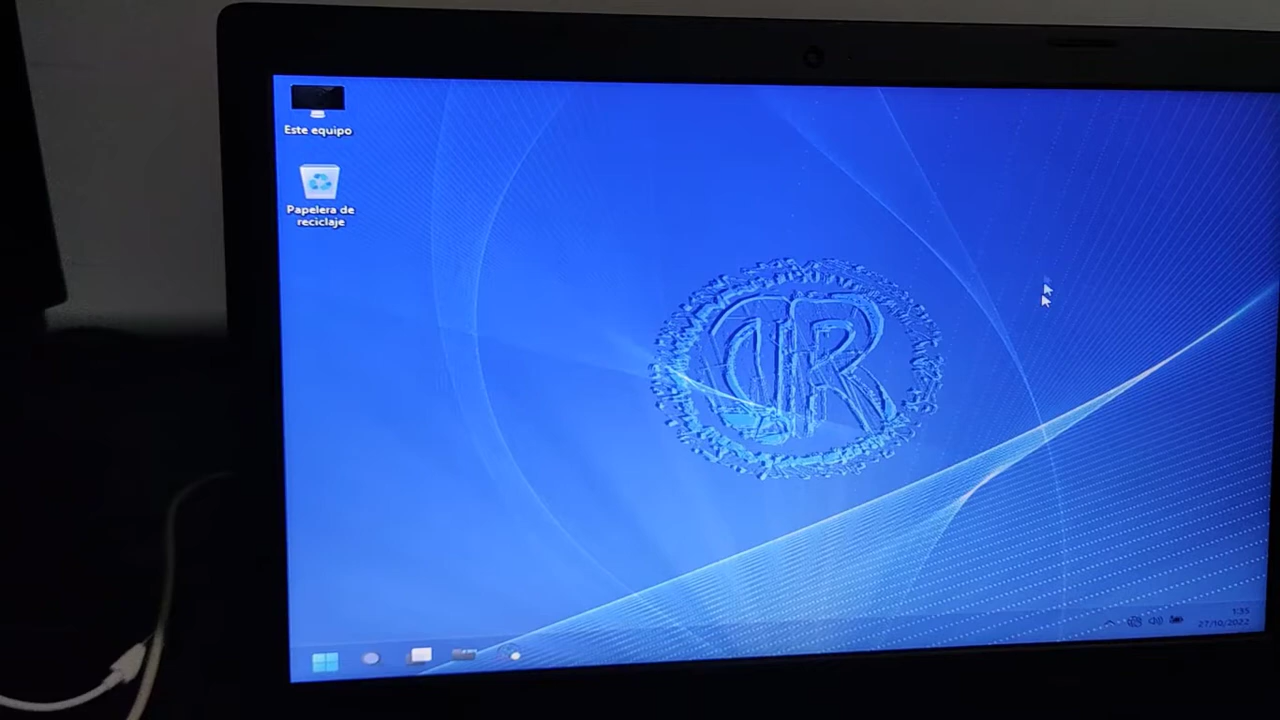 Este equipo
Papelera de
reciclaje
1:35
27/10/2022